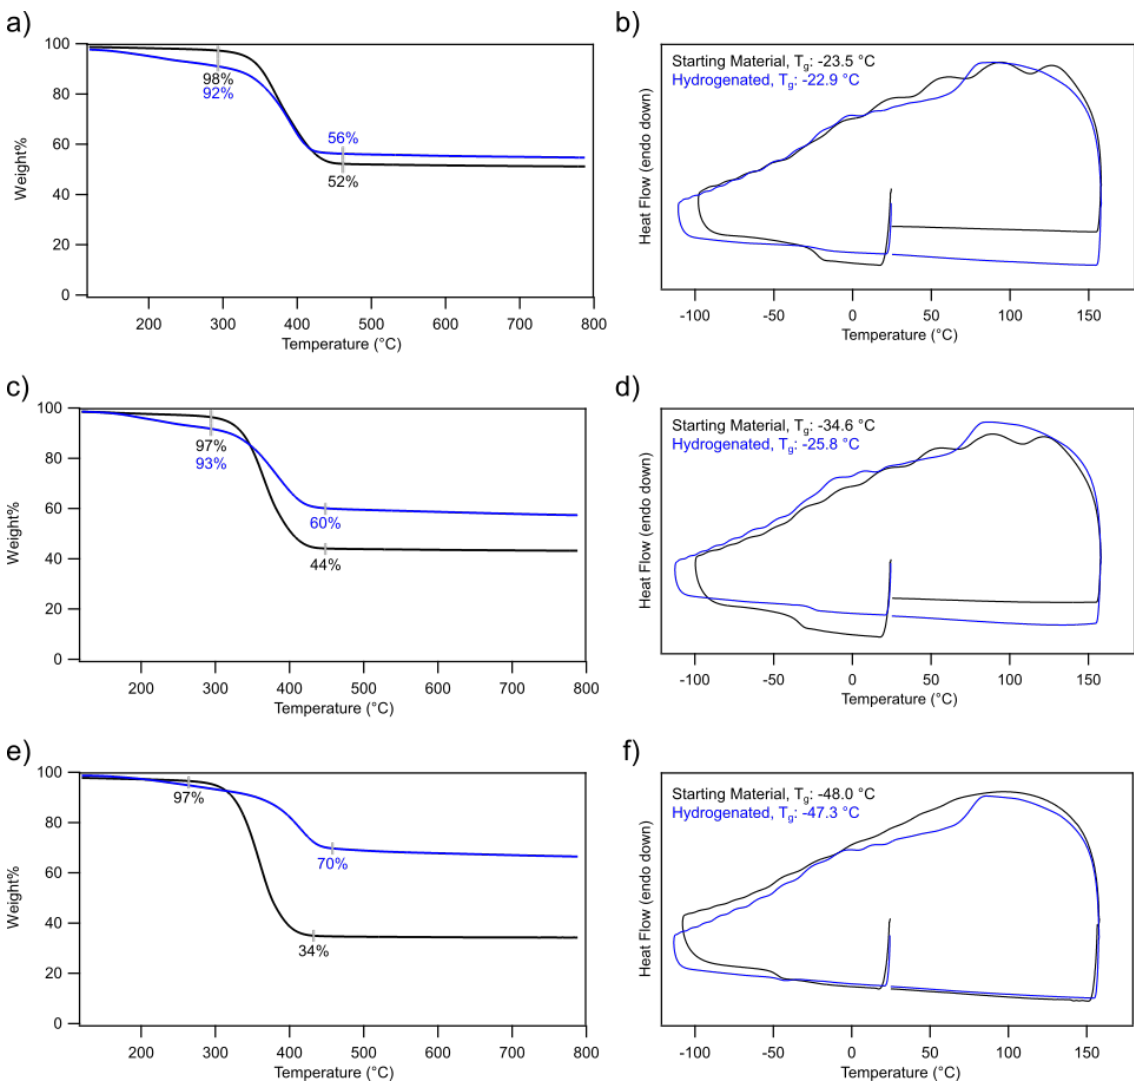 a)
100
80
60
40
20
0
Weight%
98%
92%
56%
52%
200 300 400 500 600 700 800
Temperature (°C)
b)
Starting Material, Tg: -23.5 °C
Hydrogenated, Tg: -22.9 °C
Heat Flow (endo down)
-100 -50 0 50 100 150
Temperature (°C)
c)
100
80
60
40
20
0
Weight%
97%
93%
60%
44%
200 300 400 500 600 700 800
Temperature (°C)
d)
Starting Material, Tg: -34.6 °C
Hydrogenated, Tg: -25.8 °C
Heat Flow (endo down)
-100 -50 0 50 100 150
Temperature (°C)
e)
100
80
60
40
20
0
Weight%
97%
70%
34%
200 300 400 500 600 700 800
Temperature (°C)
f)
Starting Material, Tg: -48.0 °C
Hydrogenated, Tg: -47.3 °C
Heat Flow (endo down)
-100 -50 0 50 100 150
Temperature (°C)